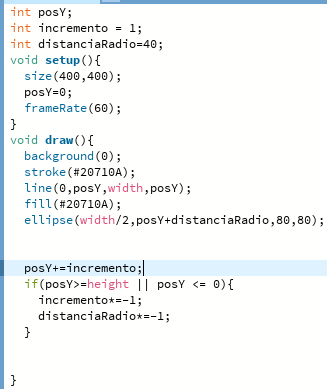 int posY;
int incremento = 1;
int distanciaRadio=40;
void setup(){
  size(400,400);
  posY=0;
  frameRate(60);
}
void draw(){
  background(0);
  stroke(#20710A);
  line(0,posY,width,posY);
  fill(#20710A);
  ellipse(width/2,posY+distanciaRadio,80,80);
  posY+=incremento;
  if(posY>=height || posY <= 0){
    incremento*=-1;
    distanciaRadio*=-1;
  }
}